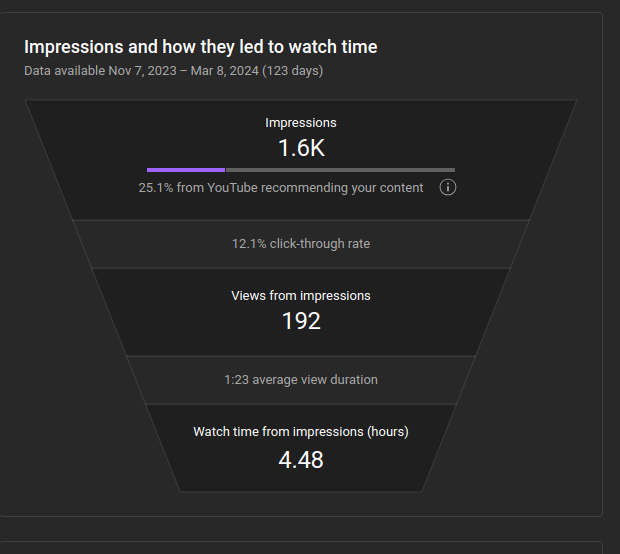 Impressions and how they led to watch time
Data available Nov 7, 2023 – Mar 8, 2024 (123 days)
Impressions
1.6K
25.1% from YouTube recommending your content
12.1% click-through rate
Views from impressions
192
1:23 average view duration
Watch time from impressions (hours)
4.48